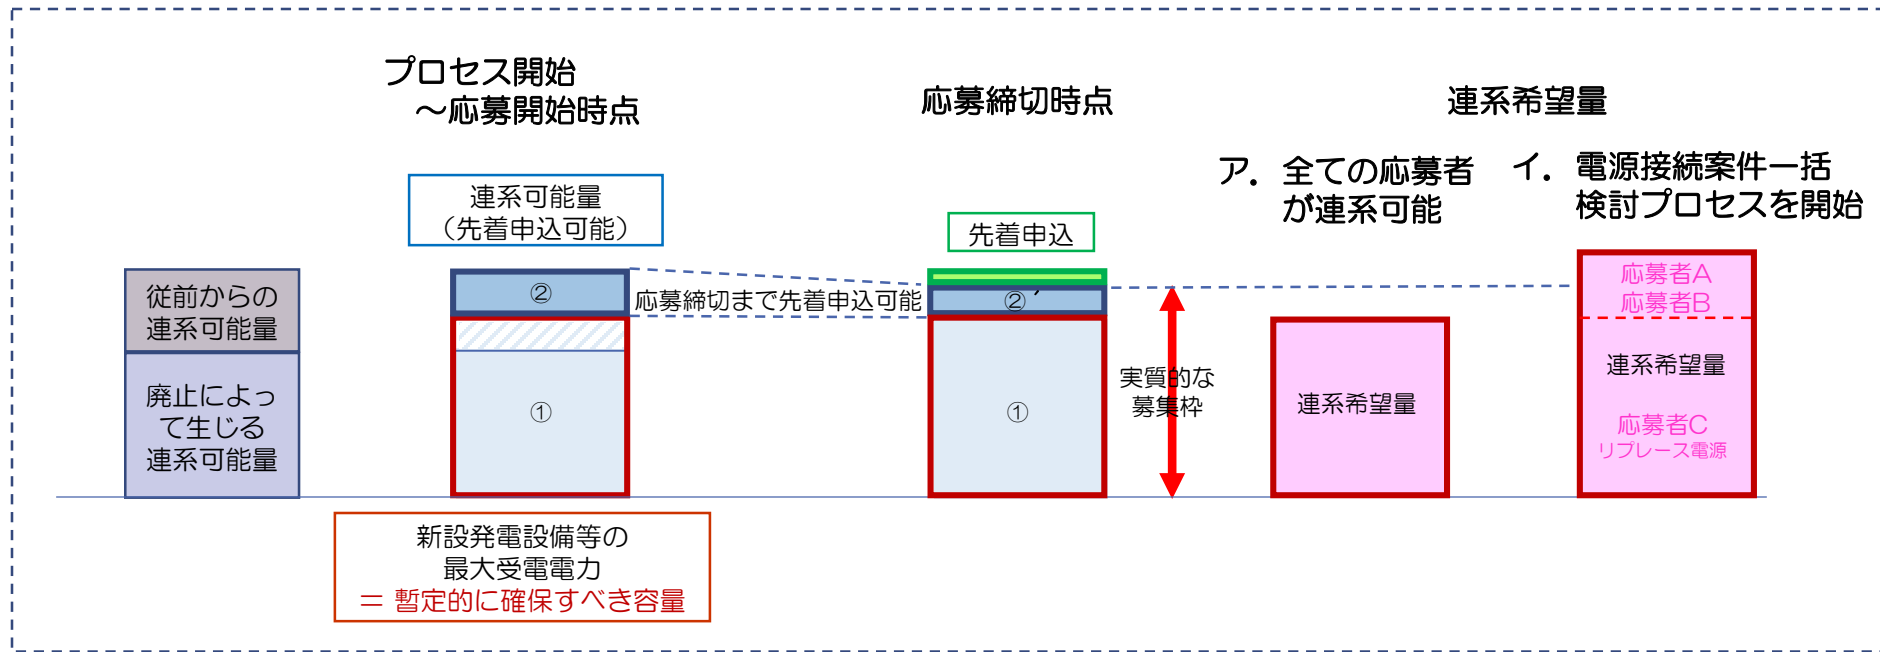 プロセス開始
～応募開始時点
応募締切時点
連系希望量
ア．全ての応募者
が連系可能
イ．電源接続案件一括
検討プロセスを開始
連系可能量
（先着申込可能）
先着申込
従前からの
連系可能量
廃止によっ
て生じる
連系可能量
②
①
応募締切まで先着申込可能
②´
①
実質的な
募集枠
連系希望量
応募者A
応募者B
連系希望量
応募者C
リプレース電源
新設発電設備等の
最大受電電力
＝ 暫定的に確保すべき容量